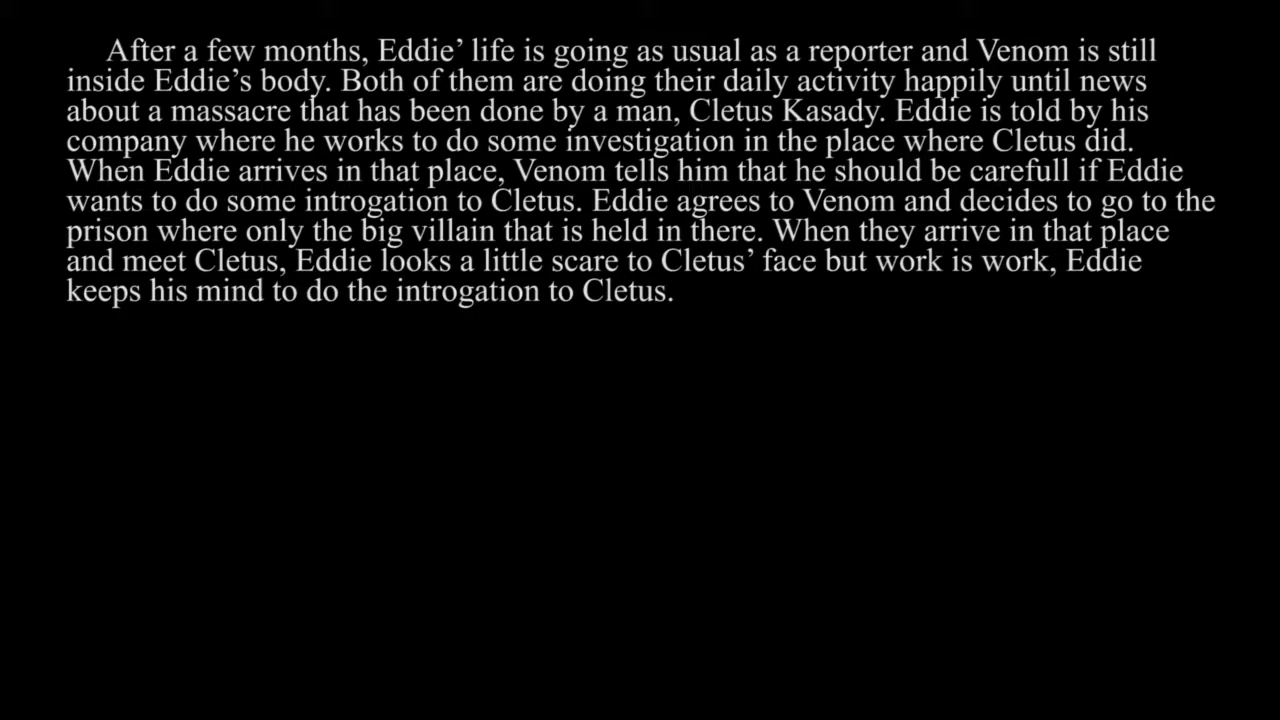 After a few months, Eddie’ life is going as usual as a reporter and Venom is still
inside Eddie’s body. Both of them are doing their daily activity happily until news
about a massacre that has been done by a man, Cletus Kasady. Eddie is told by his
company where he works to do some investigation in the place where Cletus did.
When Eddie arrives in that place, Venom tells him that he should be carefull if Eddie
wants to do some introgation to Cletus. Eddie agrees to Venom and decides to go to the
prison where only the big villain that is held in there. When they arrive in that place
and meet Cletus, Eddie looks a little scare to Cletus’ face but work is work, Eddie
keeps his mind to do the introgation to Cletus.